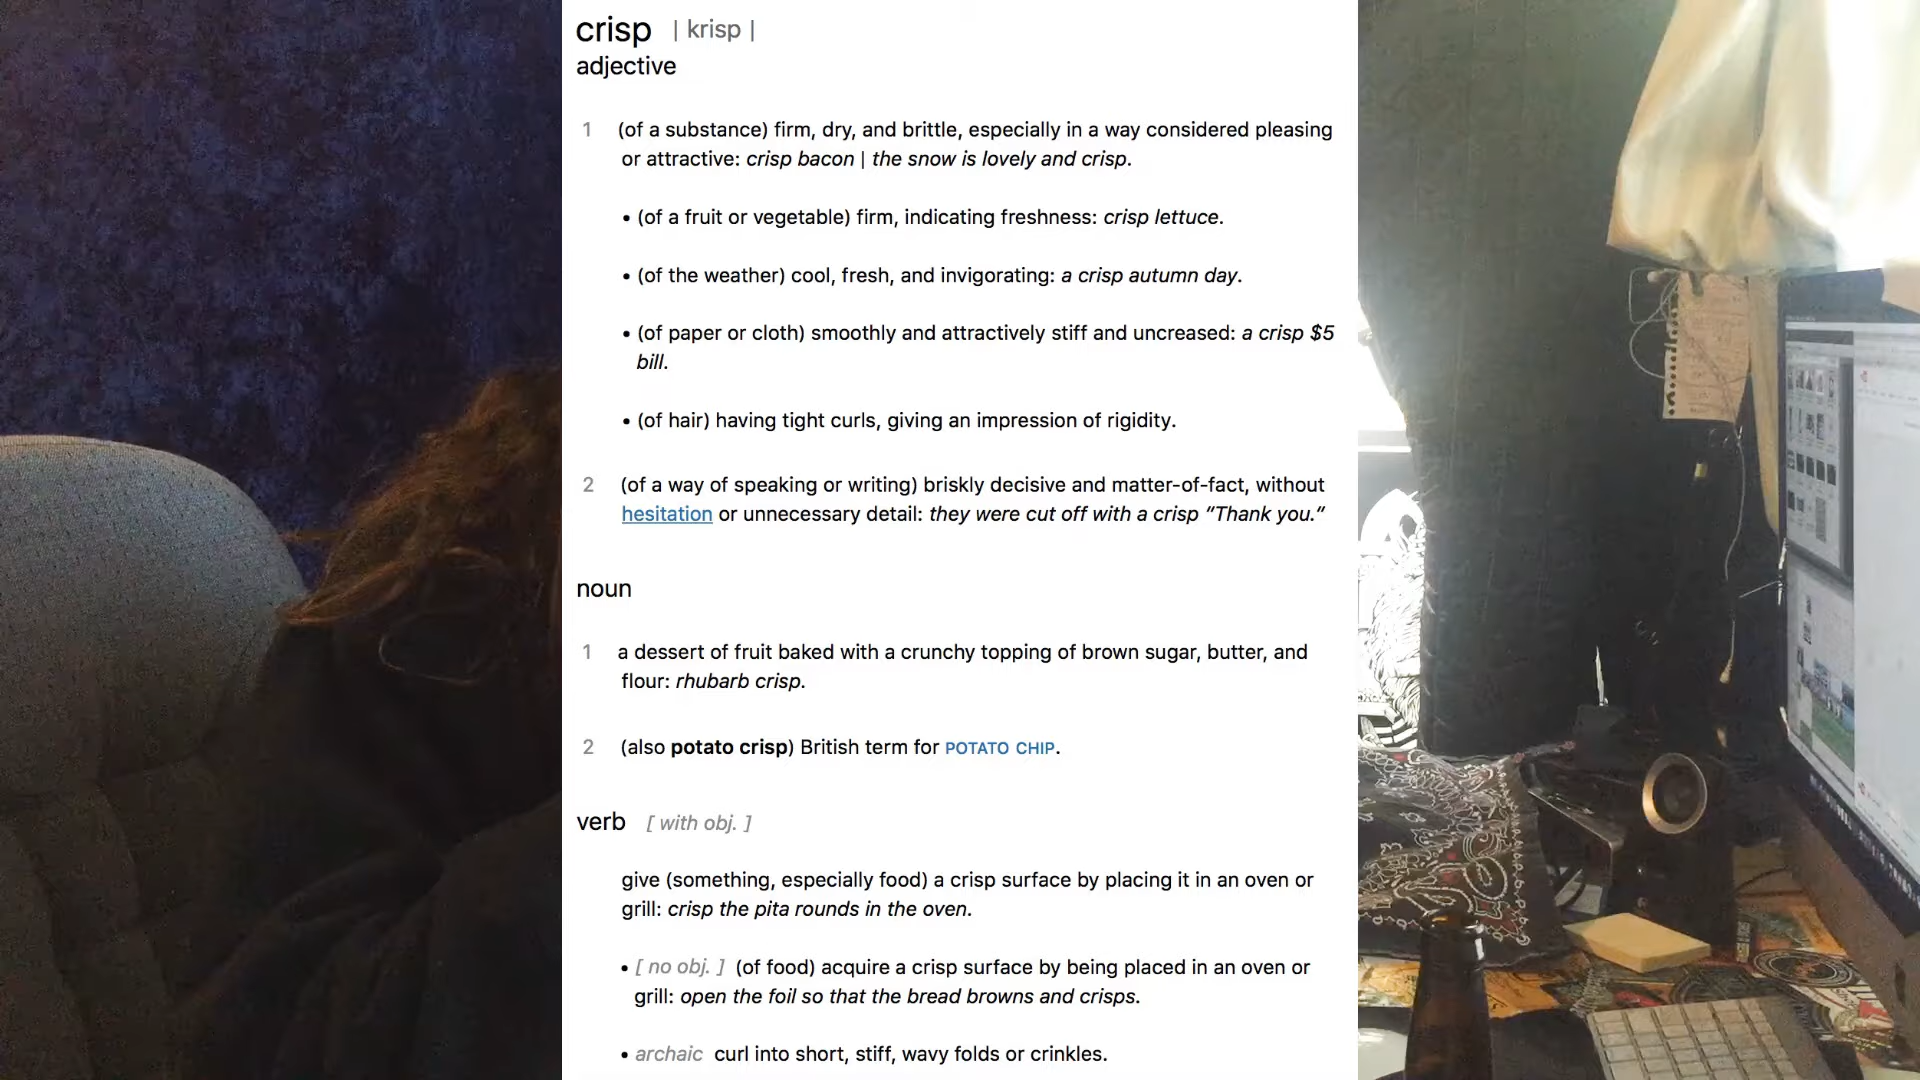 crisp | krisp |
adjective
1 (of a substance) firm, dry, and brittle, especially in a way considered pleasing
or attractive: crisp bacon | the snow is lovely and crisp.
• (of a fruit or vegetable) firm, indicating freshness: crisp lettuce.
• (of the weather) cool, fresh, and invigorating: a crisp autumn day.
• (of paper or cloth) smoothly and attractively stiff and uncreased: a crisp $5
bill.
• (of hair) having tight curls, giving an impression of rigidity.
2 (of a way of speaking or writing) briskly decisive and matter-of-fact, without
hesitation or unnecessary detail: they were cut off with a crisp “Thank you.”
noun
1 a dessert of fruit baked with a crunchy topping of brown sugar, butter, and
flour: rhubarb crisp.
2 (also potato crisp) British term for POTATO CHIP.
verb [ with obj. ]
give (something, especially food) a crisp surface by placing it in an oven or
grill: crisp the pita rounds in the oven.
• [ no obj. ] (of food) acquire a crisp surface by being placed in an oven or
grill: open the foil so that the bread browns and crisps.
• archaic curl into short, stiff, wavy folds or crinkles.